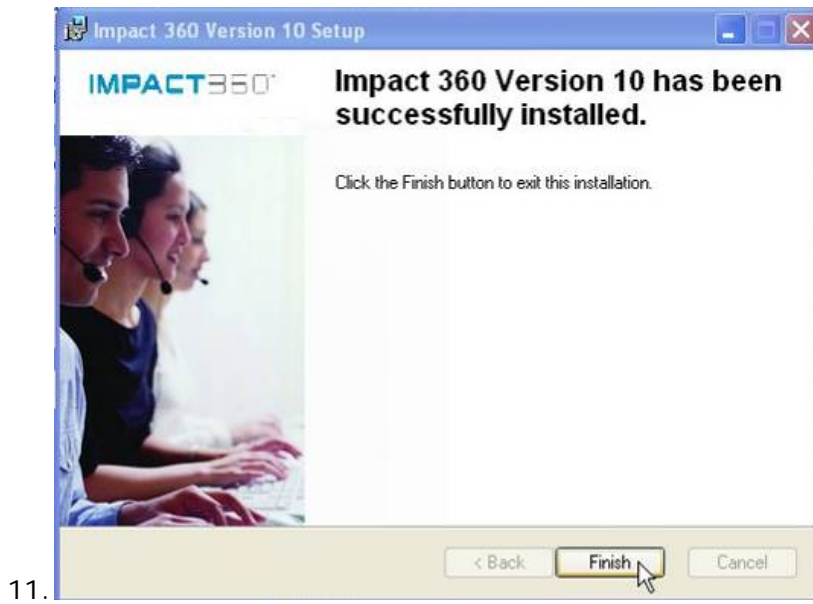 Impact 360 Version 10 Setup
IMPACT360
Impact 360 Version 10 has been
successfully installed.
Click the Finish button to exit this installation.
< Back Finish Cancel
11.